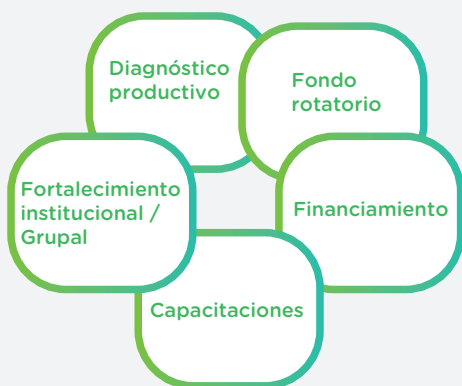 Diagnóstico
productivo
Fondo
rotatorio
Fortalecimiento
institucional /
Grupal
Financiamiento
Capacitaciones